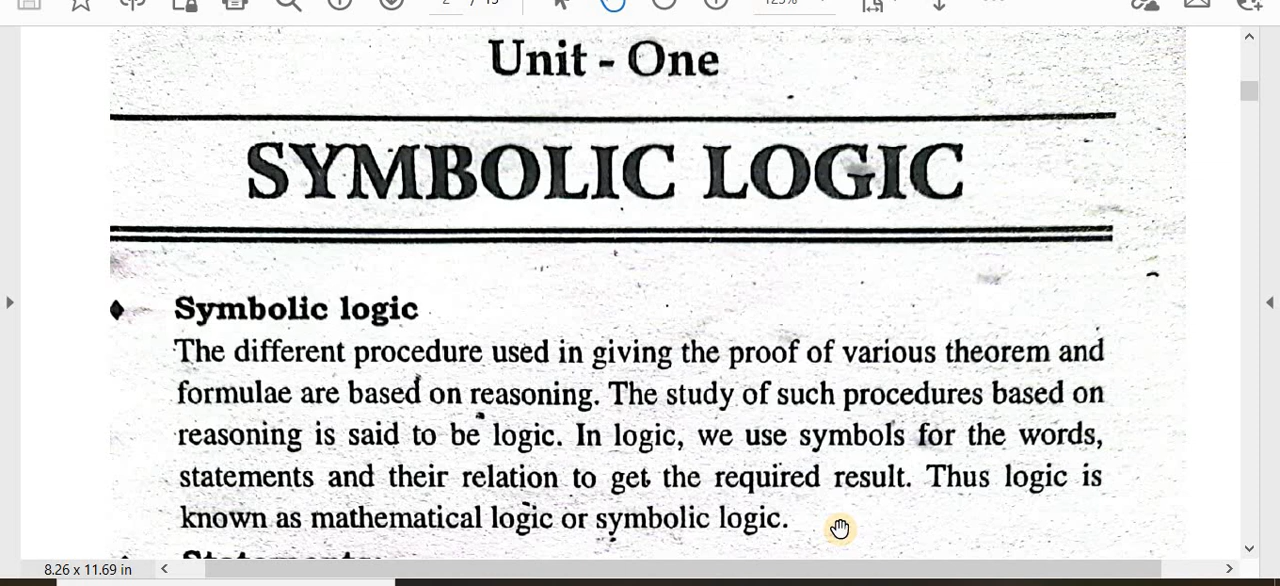 Unit - One
SYMBOLIC LOGIC
Symbolic logic
The different procedure used in giving the proof of various theorem and
formulae are based on reasoning. The study of such procedures based on
reasoning is said to be logic. In logic, we use symbols for the words,
statements and their relation to get the required result. Thus logic is
known as mathematical logic or symbolic logic.
8.26 x 11.69 in